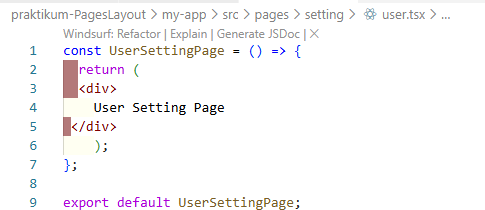 praktikum-PagesLayout > my-app > src > pages > setting > user.tsx > ...
Windsurf: Refactor | Explain | Generate JSDoc | ×
1 const UserSettingPage = () => {
2   return (
3   <div>
4     User Setting Page
5  </div>
6     );
7 };
8
9 export default UserSettingPage;